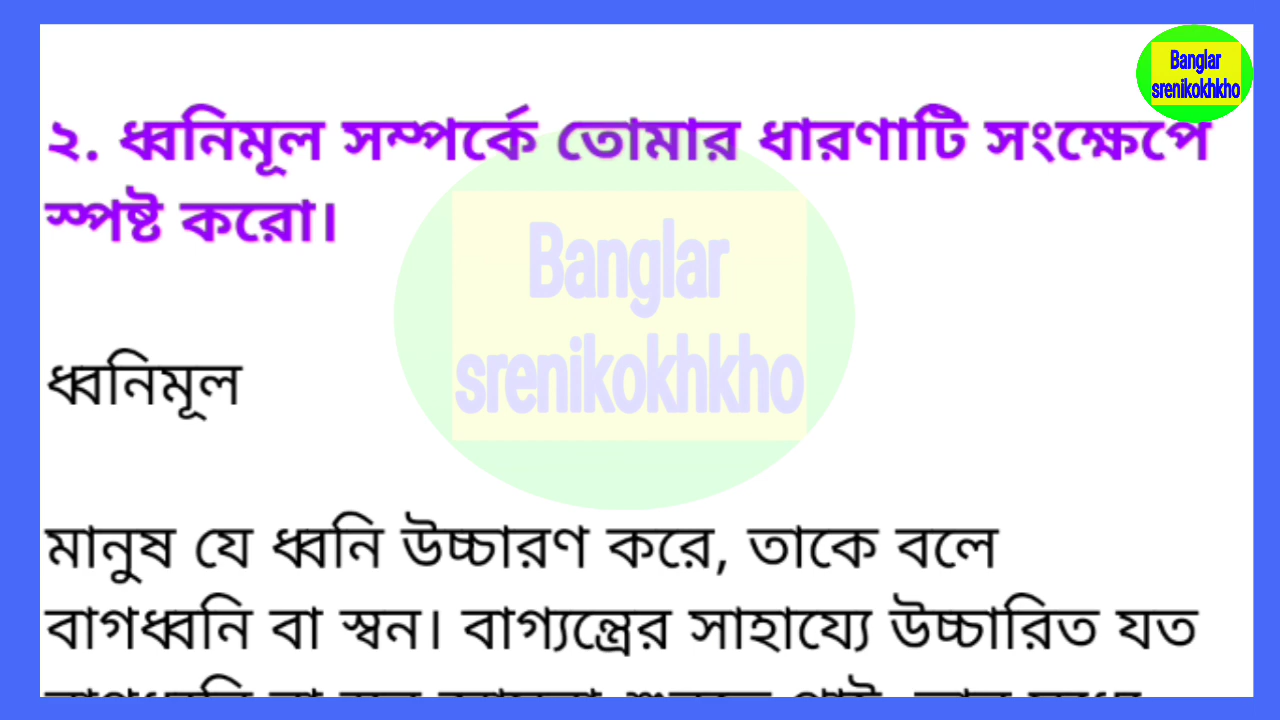 Banglar
srenikokhkho
২. ধ্বনিমূল সম্পর্কে তোমার ধারণাটি সংক্ষেপে
স্পষ্ট করো।
Banglar
srenikokhkho
ধ্বনিমূল
মানুষ যে ধ্বনি উচ্চারণ করে, তাকে বলে
বাগধ্বনি বা স্বন। বাগ্যন্ত্রের সাহায্যে উচ্চারিত যত